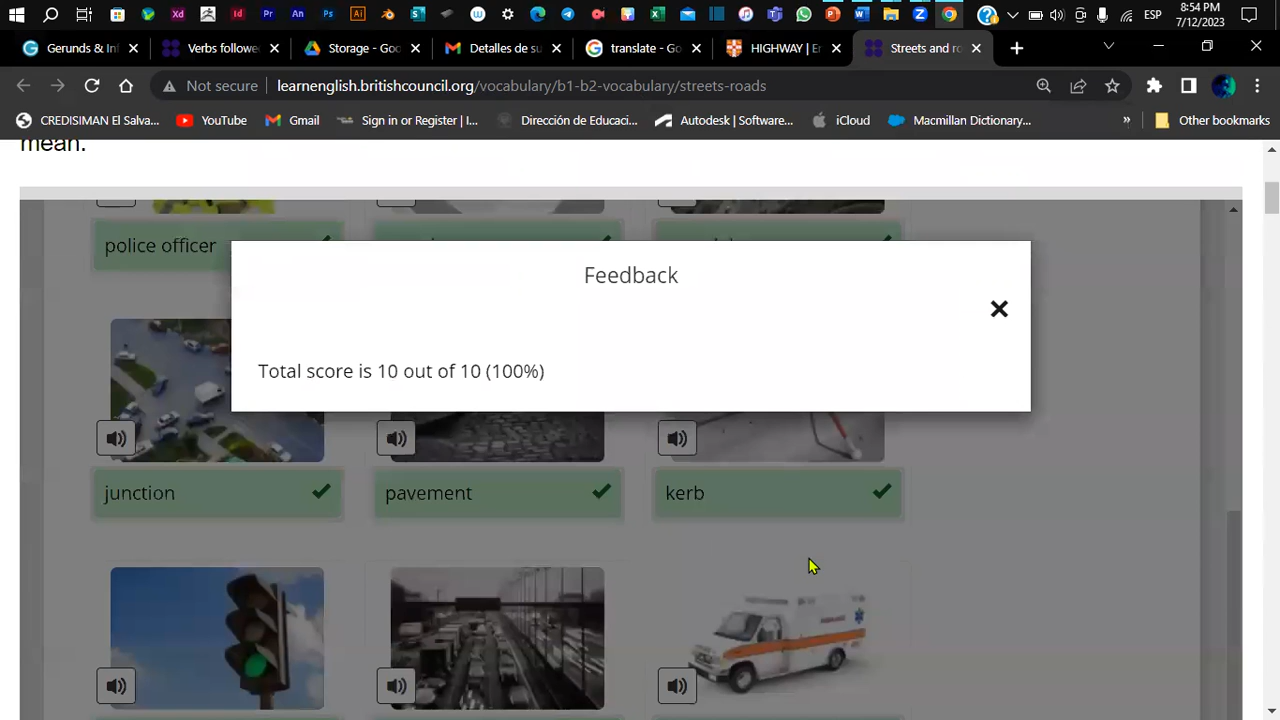 8:54 PM
ESP
7/12/2023
Gerunds & Inf
Verbs followe
Storage - Goo
Detalles de su
translate - Go
HIGHWAY | En
Streets and ro
Not secure
learnenglish.britishcouncil.org/vocabulary/b1-b2-vocabulary/streets-roads
CREDISIMAN El Salva...
YouTube
Gmail
Sign in or Register | I...
Dirección de Educaci...
Autodesk | Software...
iCloud
Macmillan Dictionary...
»
Other bookmarks
mean.
police officer
Feedback
Total score is 10 out of 10 (100%)
junction
pavement
kerb